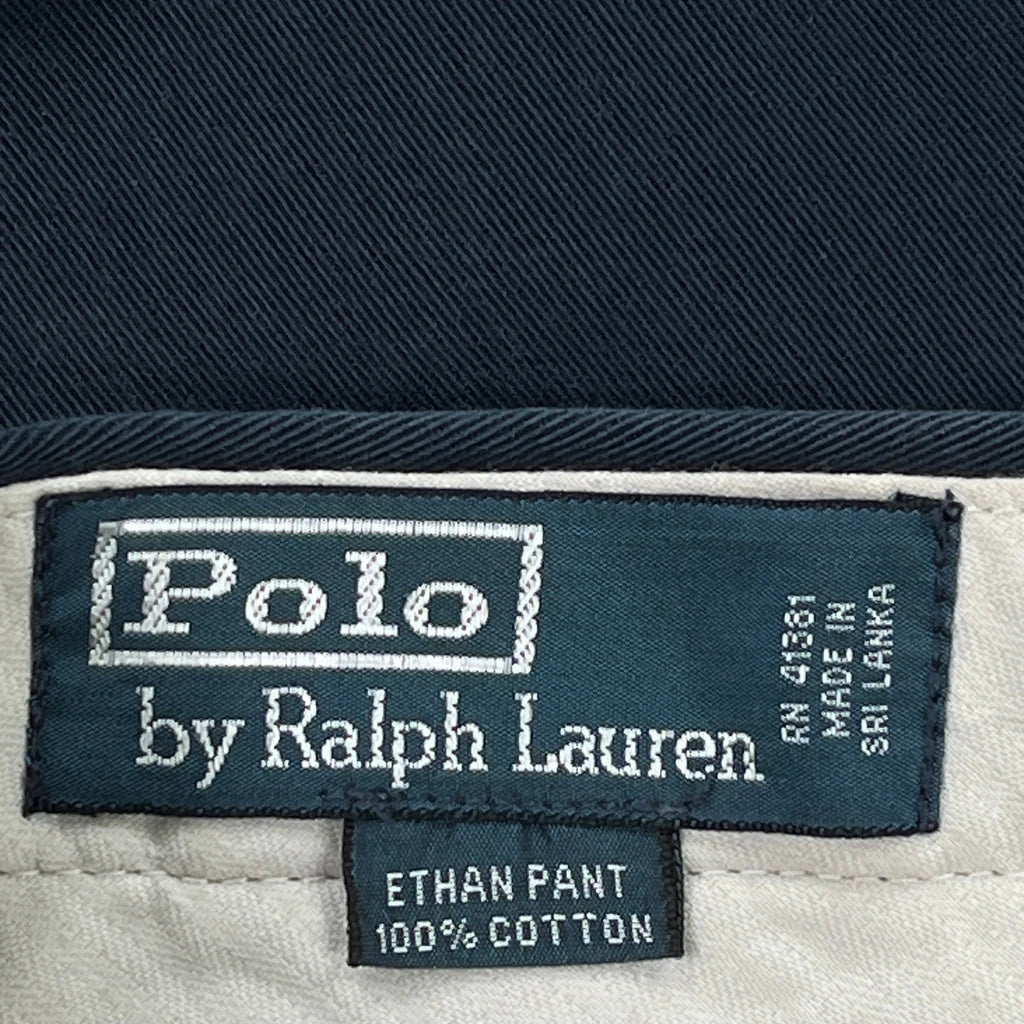 Polo
by Ralph Lauren
RN 41381
MADE IN
SRI LANKA
ETHAN PANT
100% COTTON